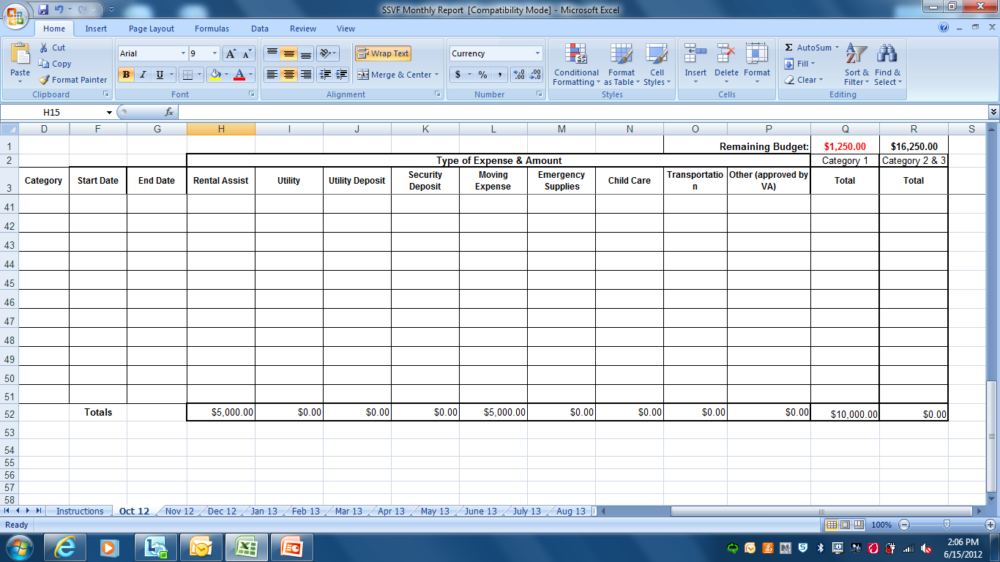 SSVF Monthly Report [Compatibility Mode] - Microsoft Excel
Home Insert Page Layout Formulas Data Review View
Paste Cut Arial 9 Wrap Text Currency Conditional Formatting Format as Table Cell Styles Insert Delete Format Σ AutoSum Sort & Filter Find & Select
Copy B I U Merge & Center $ % , Fill
Format Painter Clear
Clipboard Font Alignment Number Styles Cells Editing
H15 fx
D F G H I J K L M N O P Q R S
1 Remaining Budget: $1,250.00 $16,250.00
2 Type of Expense & Amount Category 1 Category 2 & 3
3 Category Start Date End Date Rental Assist Utility Utility Deposit Security Deposit Moving Expense Emergency Supplies Child Care Transportatio n Other (approved by VA) Total Total
41
42
43
44
45
46
47
48
49
50
51
52 Totals $5,000.00 $0.00 $0.00 $0.00 $5,000.00 $0.00 $0.00 $0.00 $0.00 $10,000.00 $0.00
53
54
55
56
57
58
Instructions Oct 12 Nov 12 Dec 12 Jan 13 Feb 13 Mar 13 Apr 13 May 13 June 13 July 13 Aug 13
Ready 100%
2:06 PM
6/15/2012